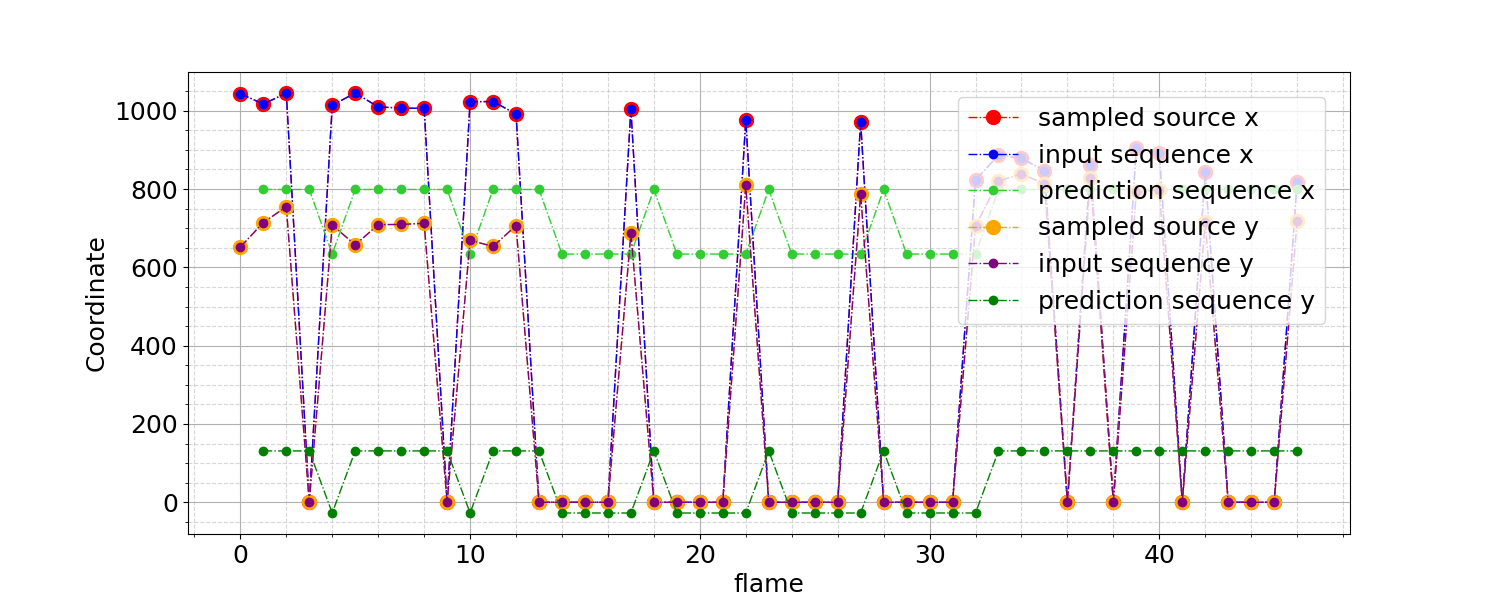 1000
800
600
400
200
0
Coordinate
0
10
20
30
40
flame
sampled source x
input sequence x
prediction sequence x
sampled source y
input sequence y
prediction sequence y